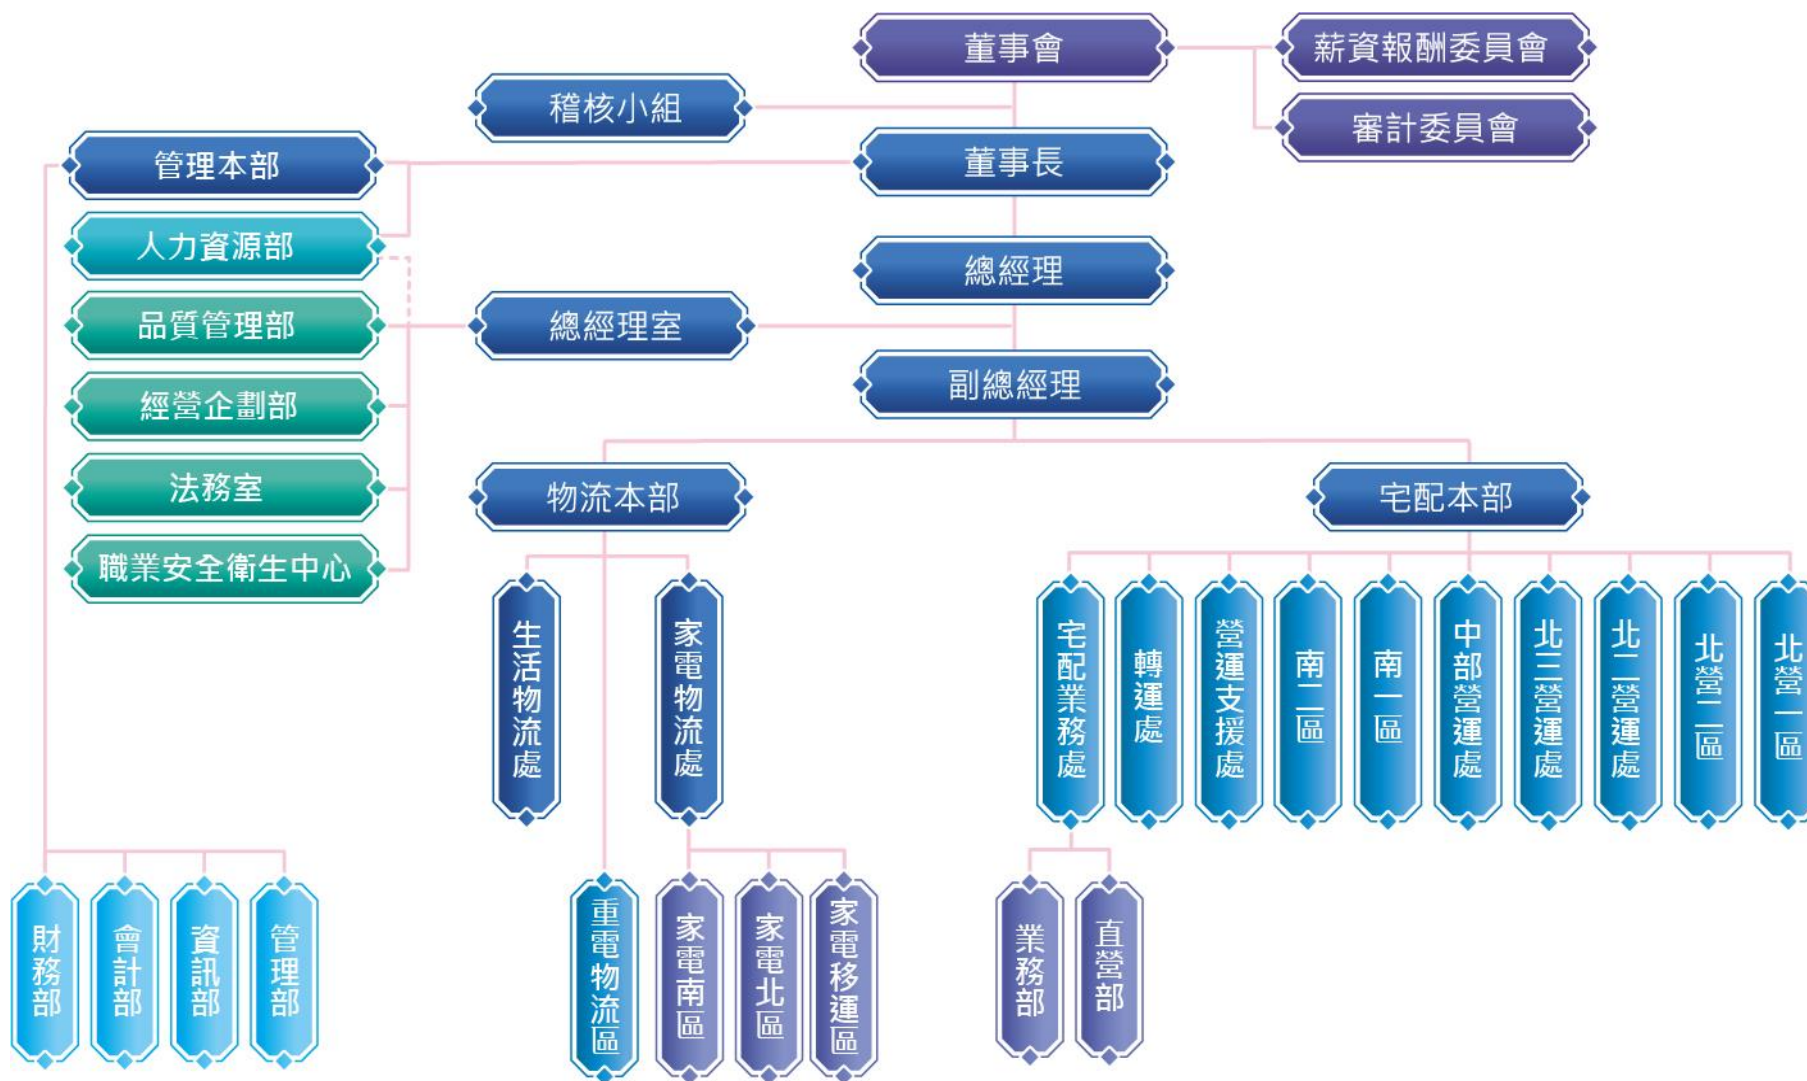 董事會
薪資報酬委員會
稽核小組
審計委員會
管理本部
董事長
人力資源部
總經理
品質管理部
總經理室
副總經理
經營企劃部
法務室
物流本部
宅配本部
職業安全衛生中心
生活物流處
家電物流處
宅配業務處
轉運處
營運支援處
南二區
南一區
中部營運處
北三營運處
北二營運處
北營二區
北營一區
財務部
會計部
資訊部
管理部
重電物流區
家電南區
家電北區
家電移運區
業務部
直營部